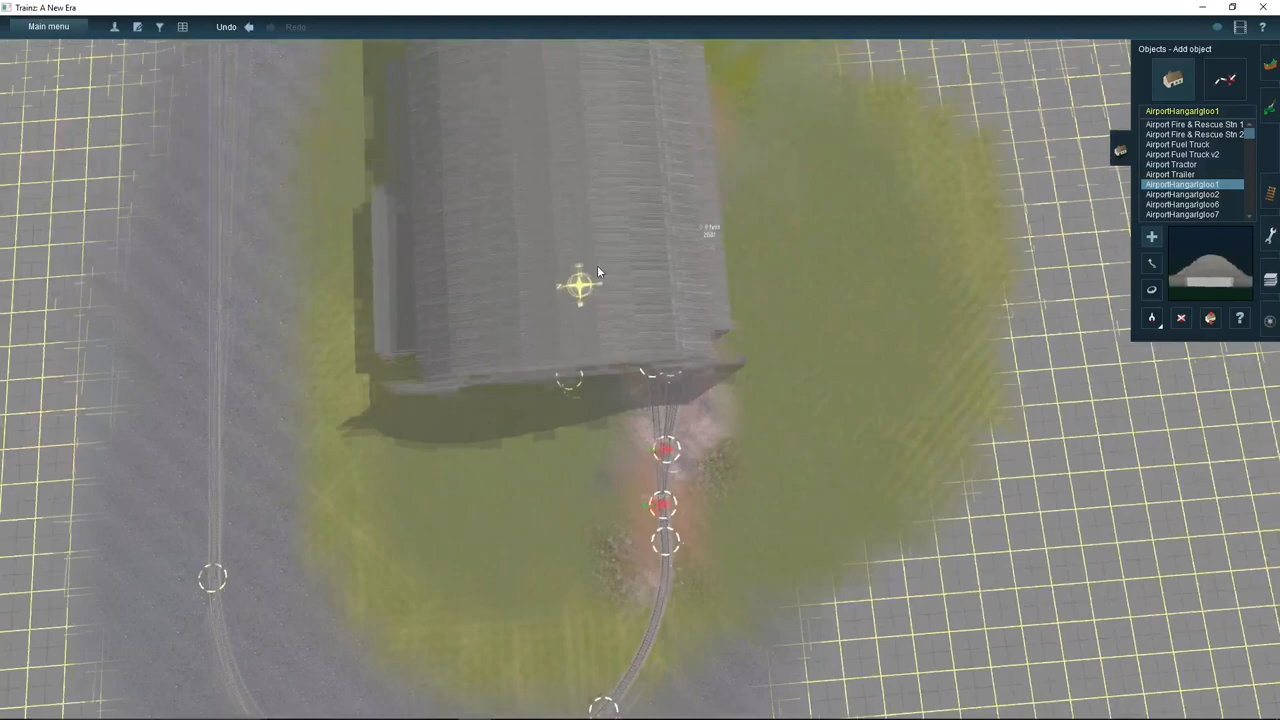 Trainz: A New Era
Main menu
Undo
Redo
Objects - Add object
AirportHangarIgloo1
Airport Fire & Rescue Stn 1
Airport Fire & Rescue Stn 2
Airport Fuel Truck
Airport Fuel Truck v2
Airport Tractor
Airport Trailer
AirportHangarIgloo1
AirportHangarIgloo2
AirportHangarIgloo6
AirportHangarIgloo7